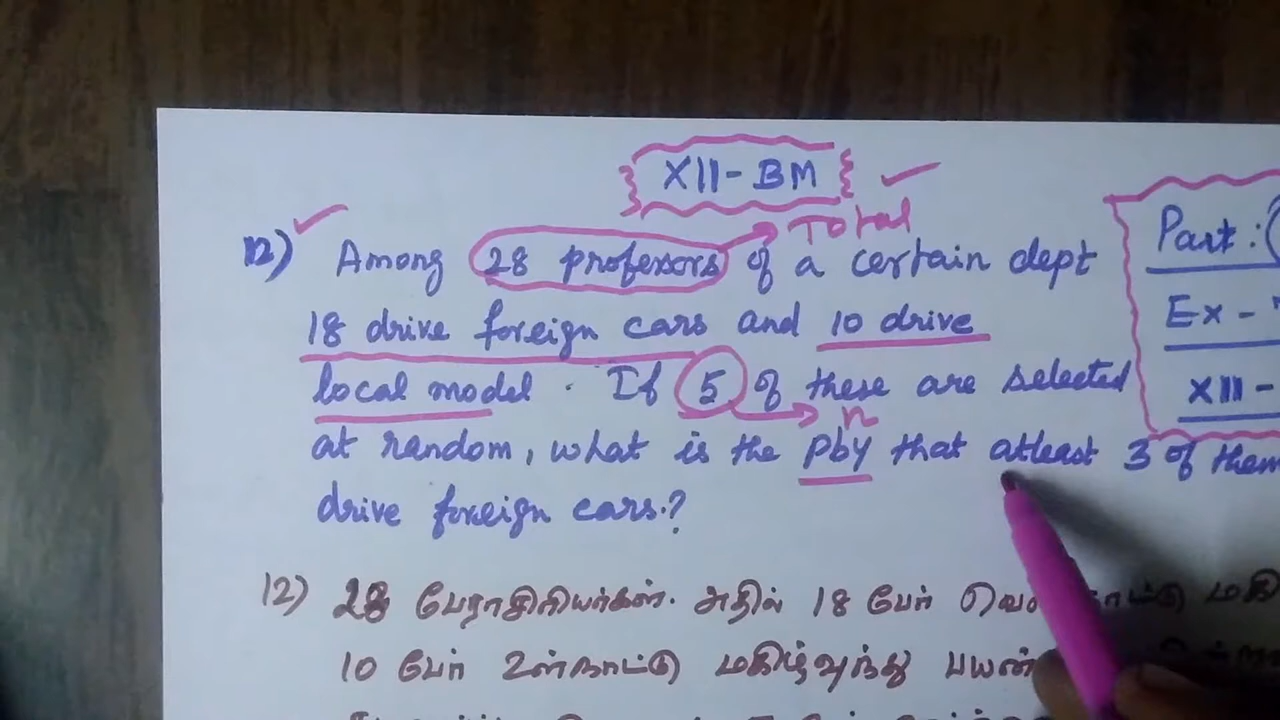 XII-BM
Total
12) Among 28 professors of a certain dept
18 drive foreign cars and 10 drive
local model. If 5 of these are selected
n
at random, what is the pby that atleast 3 of them
drive foreign cars.?
12) 28 பேராசிரியர்கள். அதில் 18 பேர்
10 பேர் உள்நாட்டு மகிழ்வுந்து
Part:
Ex-
XII-